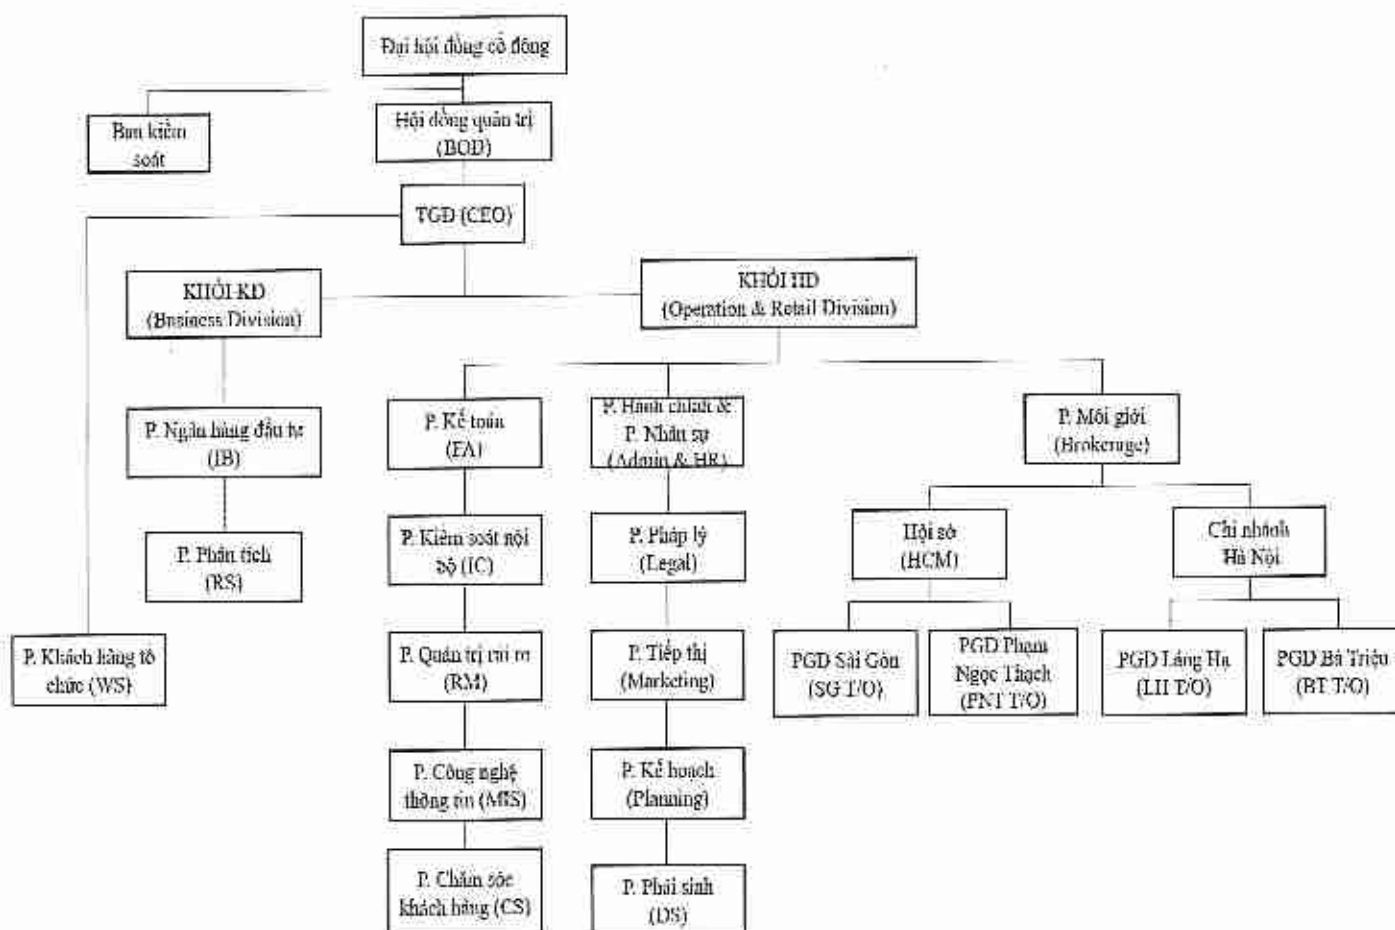 Đại hội đồng cổ đông
Ban kiểm
soát
Hội đồng quản trị
(BOD)
TGĐ (CEO)
KHỐI KD
(Business Division)
KHỐI HĐ
(Operation & Retail Division)
P. Ngân hàng đầu tư
(IB)
P. Kế toán
(FA)
P. Hành chính &
P. Nhân sự
(Admin & HR)
P. Môi giới
(Brokerage)
P. Phân tích
(RS)
P. Kiểm soát nội
bộ (IC)
P. Pháp lý
(Legal)
Hội sở
(HCM)
Chi nhánh
Hà Nội
P. Khách hàng tổ
chức (WS)
P. Quản trị rủi ro
(RM)
P. Tiếp thị
(Marketing)
PGD Sài Gòn
(SG T/O)
PGD Phạm
Ngọc Thạch
(PNT T/O)
PGD Láng Hạ
(LH T/O)
PGD Bà Triệu
(BT T/O)
P. Công nghệ
thông tin (MIS)
P. Kế hoạch
(Planning)
P. Chăm sóc
khách hàng (CS)
P. Phái sinh
(DS)